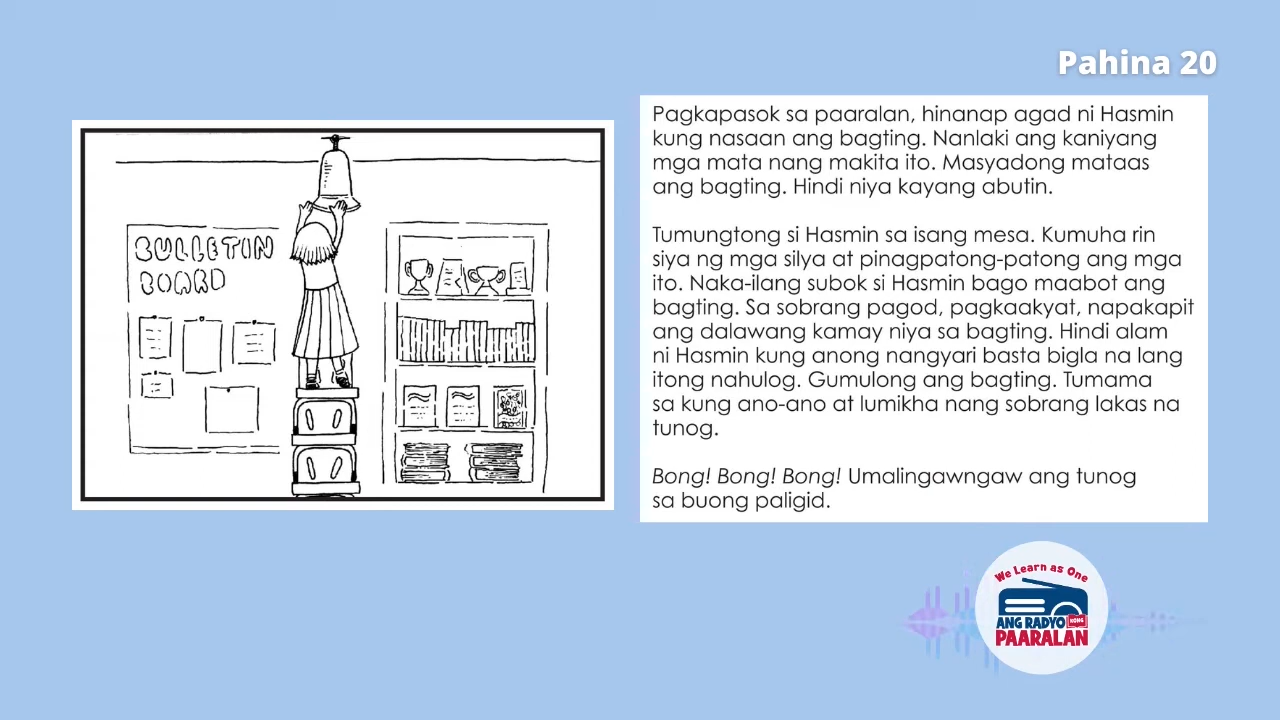 Pahina 20
Pagkapasok sa paaralan, hinanap agad ni Hasmin
kung nasaan ang bagting. Nanlaki ang kaniyang
mga mata nang makita ito. Masyadong mataas
ang bagting. Hindi niya kayang abutin.
Tumungtong si Hasmin sa isang mesa. Kumuha rin
siya ng mga silya at pinagpatong-patong ang mga
ito. Naka-ilang subok si Hasmin bago maabot ang
bagting. Sa sobrang pagod, pagkaakyat, napakapit
ang dalawang kamay niya sa bagting. Hindi alam
ni Hasmin kung anong nangyari basta bigla na lang
itong nahulog. Gumulong ang bagting. Tumama
sa kung ano-ano at lumikha nang sobrang lakas na
tunog.
Bong! Bong! Bong! Umalingawngaw ang tunog
sa buong paligid.
BULLETIN
BOARD
We Learn as One
ANG RADYO KONG
PAARALAN